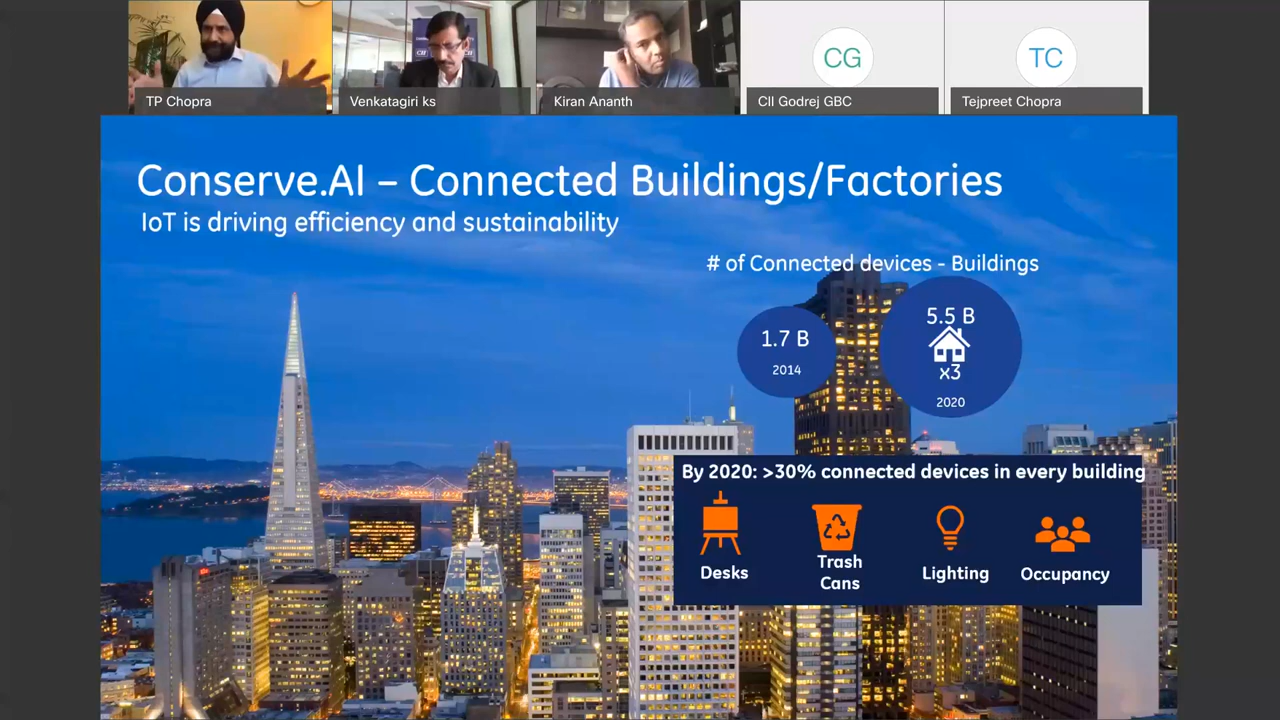 TP Chopra
Venkatagiri ks
Kiran Ananth
CG
CII Godrej GBC
TC
Tejpreet Chopra
CII
Conserve.AI – Connected Buildings/Factories
IoT is driving efficiency and sustainability
# of Connected devices - Buildings
1.7 B
2014
5.5 B
x3
2020
By 2020: >30% connected devices in every building
Desks
Trash
Cans
Lighting
Occupancy